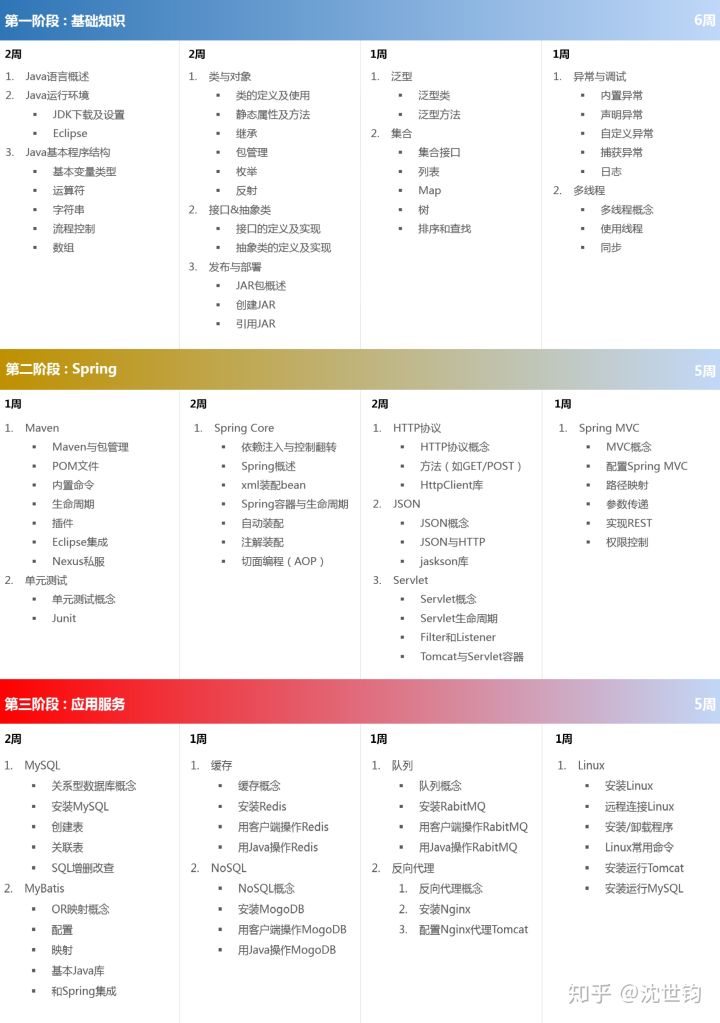 第一阶段：基础知识
6周
2周
1. Java语言概述
2. Java运行环境
▪ JDK下载及设置
▪ Eclipse
3. Java基本程序结构
▪ 基本变量类型
▪ 运算符
▪ 字符串
▪ 流程控制
▪ 数组
2周
1. 类与对象
▪ 类的定义及使用
▪ 静态属性及方法
▪ 继承
▪ 包管理
▪ 枚举
▪ 反射
2. 接口&抽象类
▪ 接口的定义及实现
▪ 抽象类的定义及实现
3. 发布与部署
▪ JAR包概述
▪ 创建JAR
▪ 引用JAR
1周
1. 泛型
▪ 泛型类
▪ 泛型方法
2. 集合
▪ 集合接口
▪ 列表
▪ Map
▪ 树
▪ 排序和查找
1周
1. 异常与调试
▪ 内置异常
▪ 声明异常
▪ 自定义异常
▪ 捕获异常
▪ 日志
2. 多线程
▪ 多线程概念
▪ 使用线程
▪ 同步
第二阶段：Spring
5周
1周
1. Maven
▪ Maven与包管理
▪ POM文件
▪ 内置命令
▪ 生命周期
▪ 插件
▪ Eclipse集成
▪ Nexus私服
2. 单元测试
▪ 单元测试概念
▪ Junit
2周
1. Spring Core
▪ 依赖注入与控制翻转
▪ Spring概述
▪ xml装配bean
▪ Spring容器与生命周期
▪ 自动装配
▪ 注解装配
▪ 切面编程（AOP）
2周
1. HTTP协议
▪ HTTP协议概念
▪ 方法（如GET/POST）
▪ HttpClient库
2. JSON
▪ JSON概念
▪ JSON与HTTP
▪ jaskson库
3. Servlet
▪ Servlet概念
▪ Servlet生命周期
▪ Filter和Listener
▪ Tomcat与Servlet容器
1周
1. Spring MVC
▪ MVC概念
▪ 配置Spring MVC
▪ 路径映射
▪ 参数传递
▪ 实现REST
▪ 权限控制
第三阶段：应用服务
5周
2周
1. MySQL
▪ 关系型数据库概念
▪ 安装MySQL
▪ 创建表
▪ 关联表
▪ SQL增删改查
2. MyBatis
▪ OR映射概念
▪ 配置
▪ 映射
▪ 基本Java库
▪ 和Spring集成
1周
1. 缓存
▪ 缓存概念
▪ 安装Redis
▪ 用客户端操作Redis
▪ 用Java操作Redis
2. NoSQL
▪ NoSQL概念
▪ 安装MogoDB
▪ 用客户端操作MogoDB
▪ 用Java操作MogoDB
1周
1. 队列
▪ 队列概念
▪ 安装RabitMQ
▪ 用客户端操作RabitMQ
▪ 用Java操作RabitMQ
2. 反向代理
1. 反向代理概念
2. 安装Nginx
3. 配置Nginx代理Tomcat
1周
1. Linux
▪ 安装Linux
▪ 远程连接Linux
▪ 安装/卸载程序
▪ Linux常用命令
▪ 安装运行Tomcat
▪ 安装运行MySQL
知乎 @沈世钧